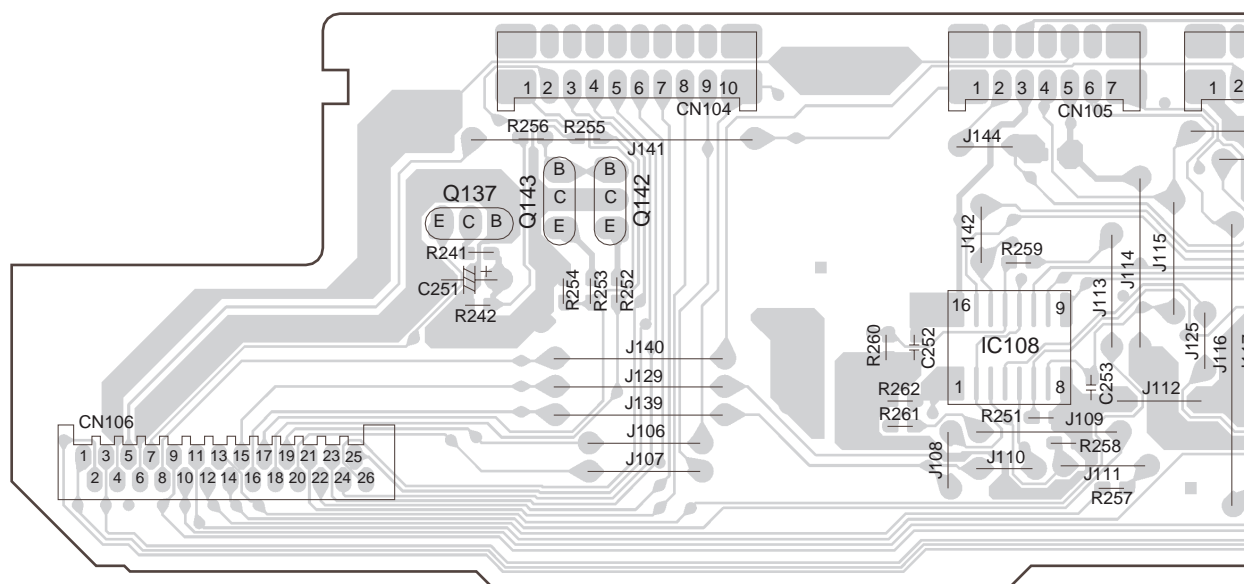 1 2 3 4 5 6 7 8 9 10
CN104
1 2 3 4 5 6 7
CN105
1 2
R256
R255
J141
J144
Q137
E C B
Q143
B
C
E
B
C
E
Q142
R241
C251
+
R242
R254
R253
R252
J142
R259
J113
J114
J115
J125
J116
J117
16 9
IC108
1 8
R260
C252
C253
R262
R261
R251
J109
J112
J108
J110
R258
J111
R257
J140
J129
J139
J106
J107
CN106
1 3 5 7 9 11 13 15 17 19 21 23 25
2 4 6 8 10 12 14 16 18 20 22 24 26